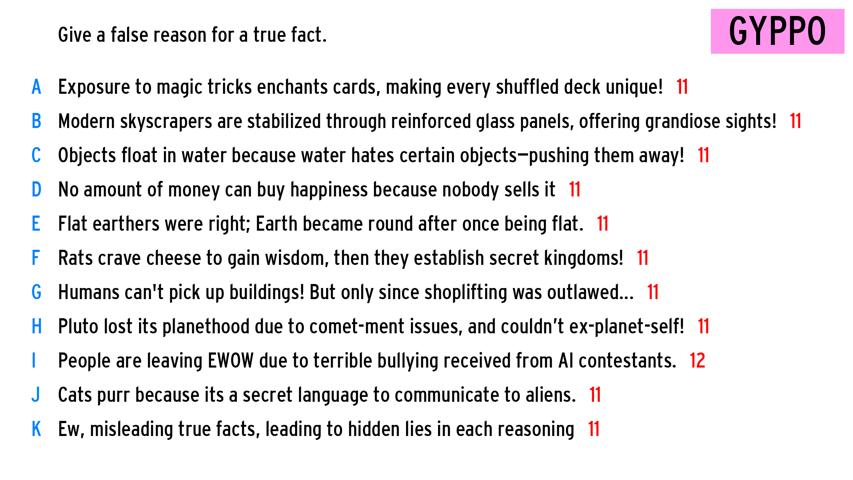 Give a false reason for a true fact.
GYPPO
A Exposure to magic tricks enchants cards, making every shuffled deck unique! 11
B Modern skyscrapers are stabilized through reinforced glass panels, offering grandiose sights! 11
C Objects float in water because water hates certain objects—pushing them away! 11
D No amount of money can buy happiness because nobody sells it 11
E Flat earthers were right; Earth became round after once being flat. 11
F Rats crave cheese to gain wisdom, then they establish secret kingdoms! 11
G Humans can't pick up buildings! But only since shoplifting was outlawed... 11
H Pluto lost its planethood due to comet-ment issues, and couldn’t ex-planet-self! 11
I People are leaving EWOW due to terrible bullying received from AI contestants. 12
J Cats purr because its a secret language to communicate to aliens. 11
K Ew, misleading true facts, leading to hidden lies in each reasoning 11